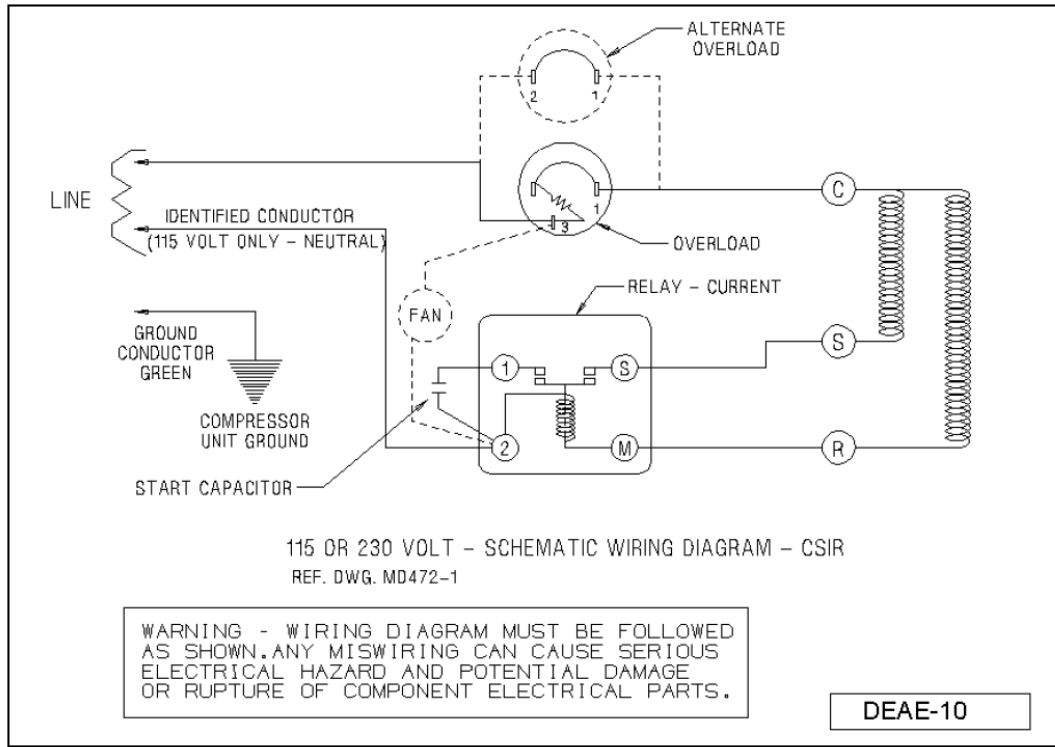 ALTERNATE
OVERLOAD
2
1
LINE
IDENTIFIED CONDUCTOR
(115 VOLT ONLY - NEUTRAL)
1
3
C
OVERLOAD
RELAY - CURRENT
FAN
GROUND
CONDUCTOR
GREEN
S
1
S
COMPRESSOR
UNIT GROUND
2
M
R
START CAPACITOR
115 OR 230 VOLT - SCHEMATIC WIRING DIAGRAM - CSIR
REF. DWG. MD472-1
WARNING - WIRING DIAGRAM MUST BE FOLLOWED
AS SHOWN.ANY MISWIRING CAN CAUSE SERIOUS
ELECTRICAL HAZARD AND POTENTIAL DAMAGE
OR RUPTURE OF COMPONENT ELECTRICAL PARTS.
DEAE-10